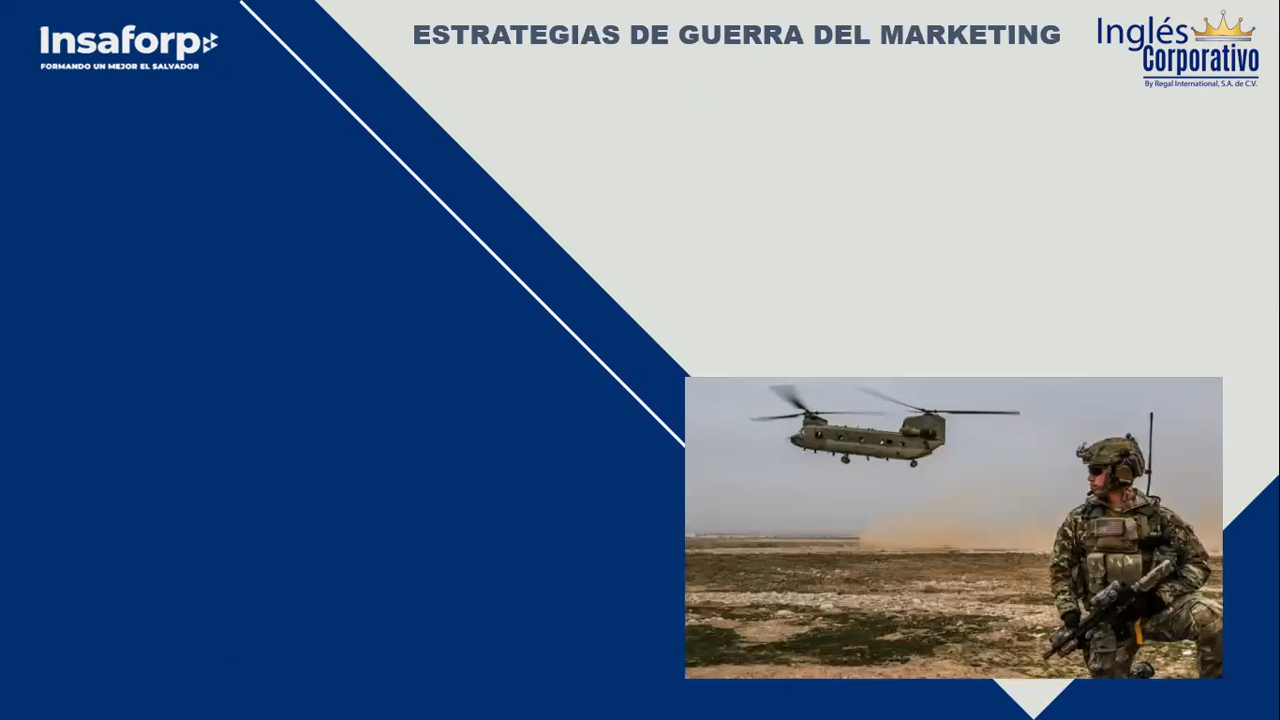 Insaforp
FORMANDO UN MEJOR EL SALVADOR
ESTRATEGIAS DE GUERRA DEL MARKETING
Inglés
Corporativo
By Regal International, S.A. de C.V.